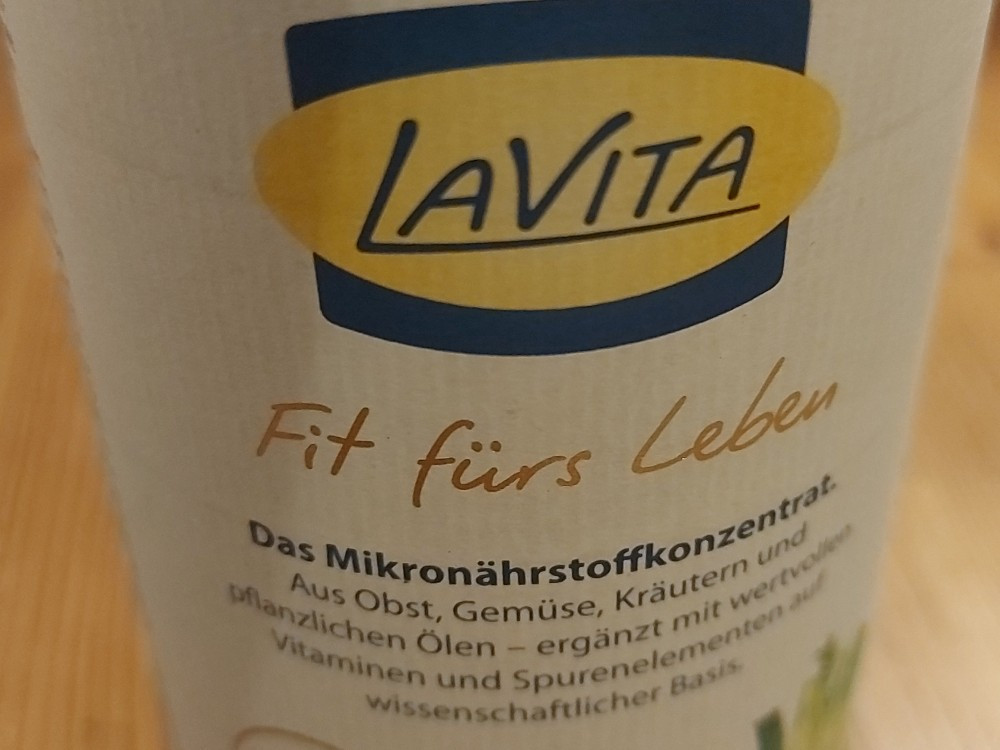 LAVITA
Fit fürs Leben
Das Mikronährstoffkonzentrat.
Aus Obst, Gemüse, Kräutern und
pflanzlichen Ölen – ergänzt mit wertvollen
Vitaminen und Spurenelementen auf
wissenschaftlicher Basis.